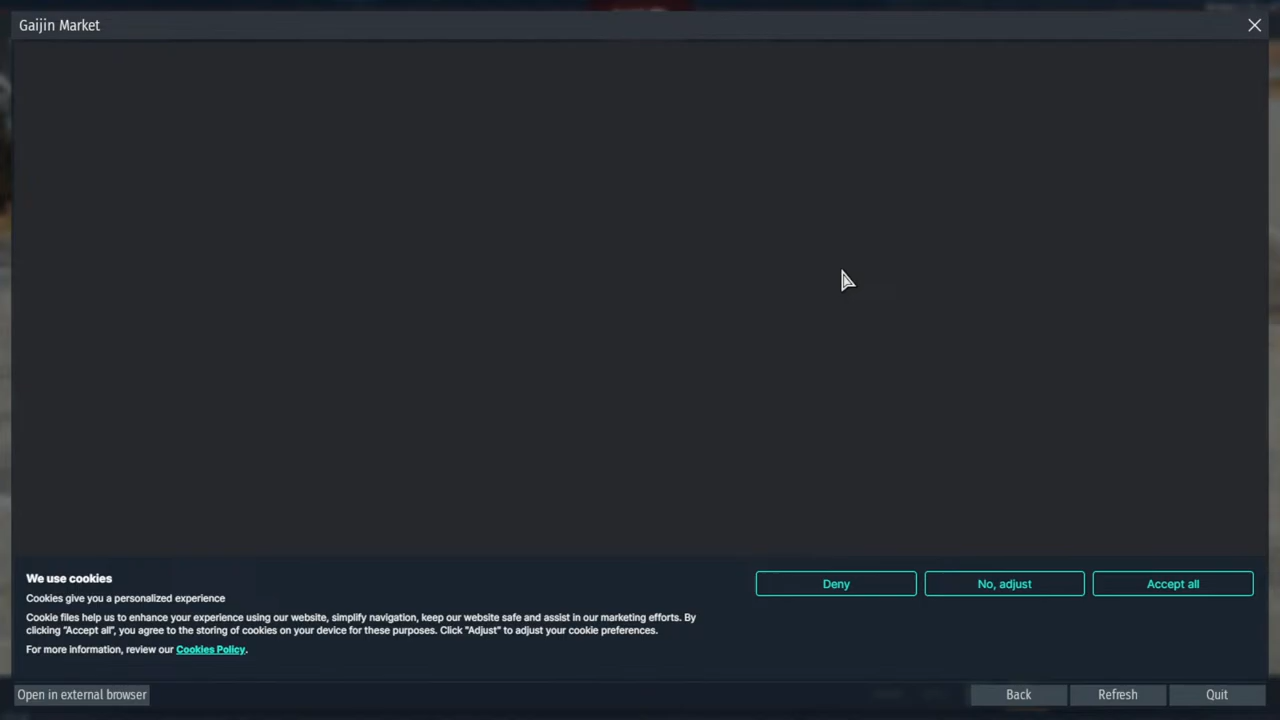 Gaijin Market
We use cookies
Cookies give you a personalized experience
Cookie files help us to enhance your experience using our website, simplify navigation, keep our website safe and assist in our marketing efforts. By
clicking “Accept all”, you agree to the storing of cookies on your device for these purposes. Click "Adjust" to adjust your cookie preferences.
For more information, review our Cookies Policy.
Deny
No, adjust
Accept all
Open in external browser
Back
Refresh
Quit